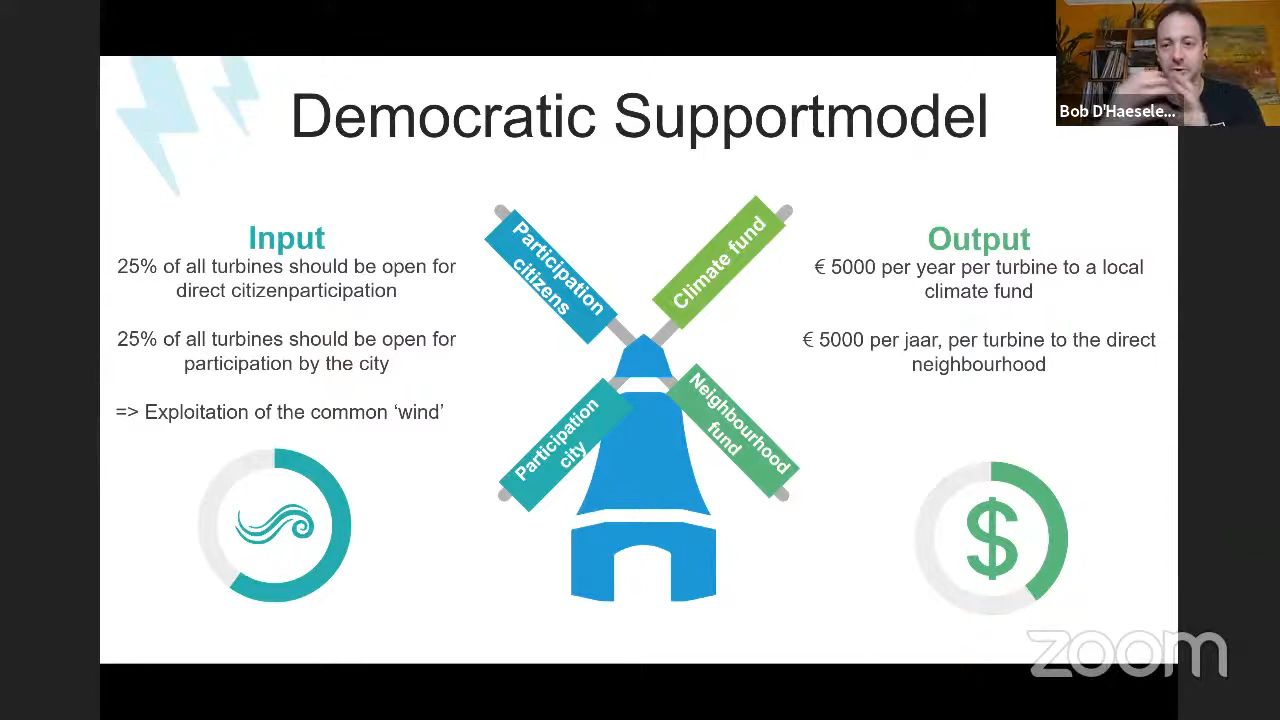 Democratic Supportmodel
Bob D'Haesele...
Input
25% of all turbines should be open for
direct citizenparticipation
25% of all turbines should be open for
participation by the city
=> Exploitation of the common ‘wind’
Participation
citizens
Climate fund
Participation
city
Neighbourhood
fund
Output
€ 5000 per year per turbine to a local
climate fund
€ 5000 per jaar, per turbine to the direct
neighbourhood
$
zoom